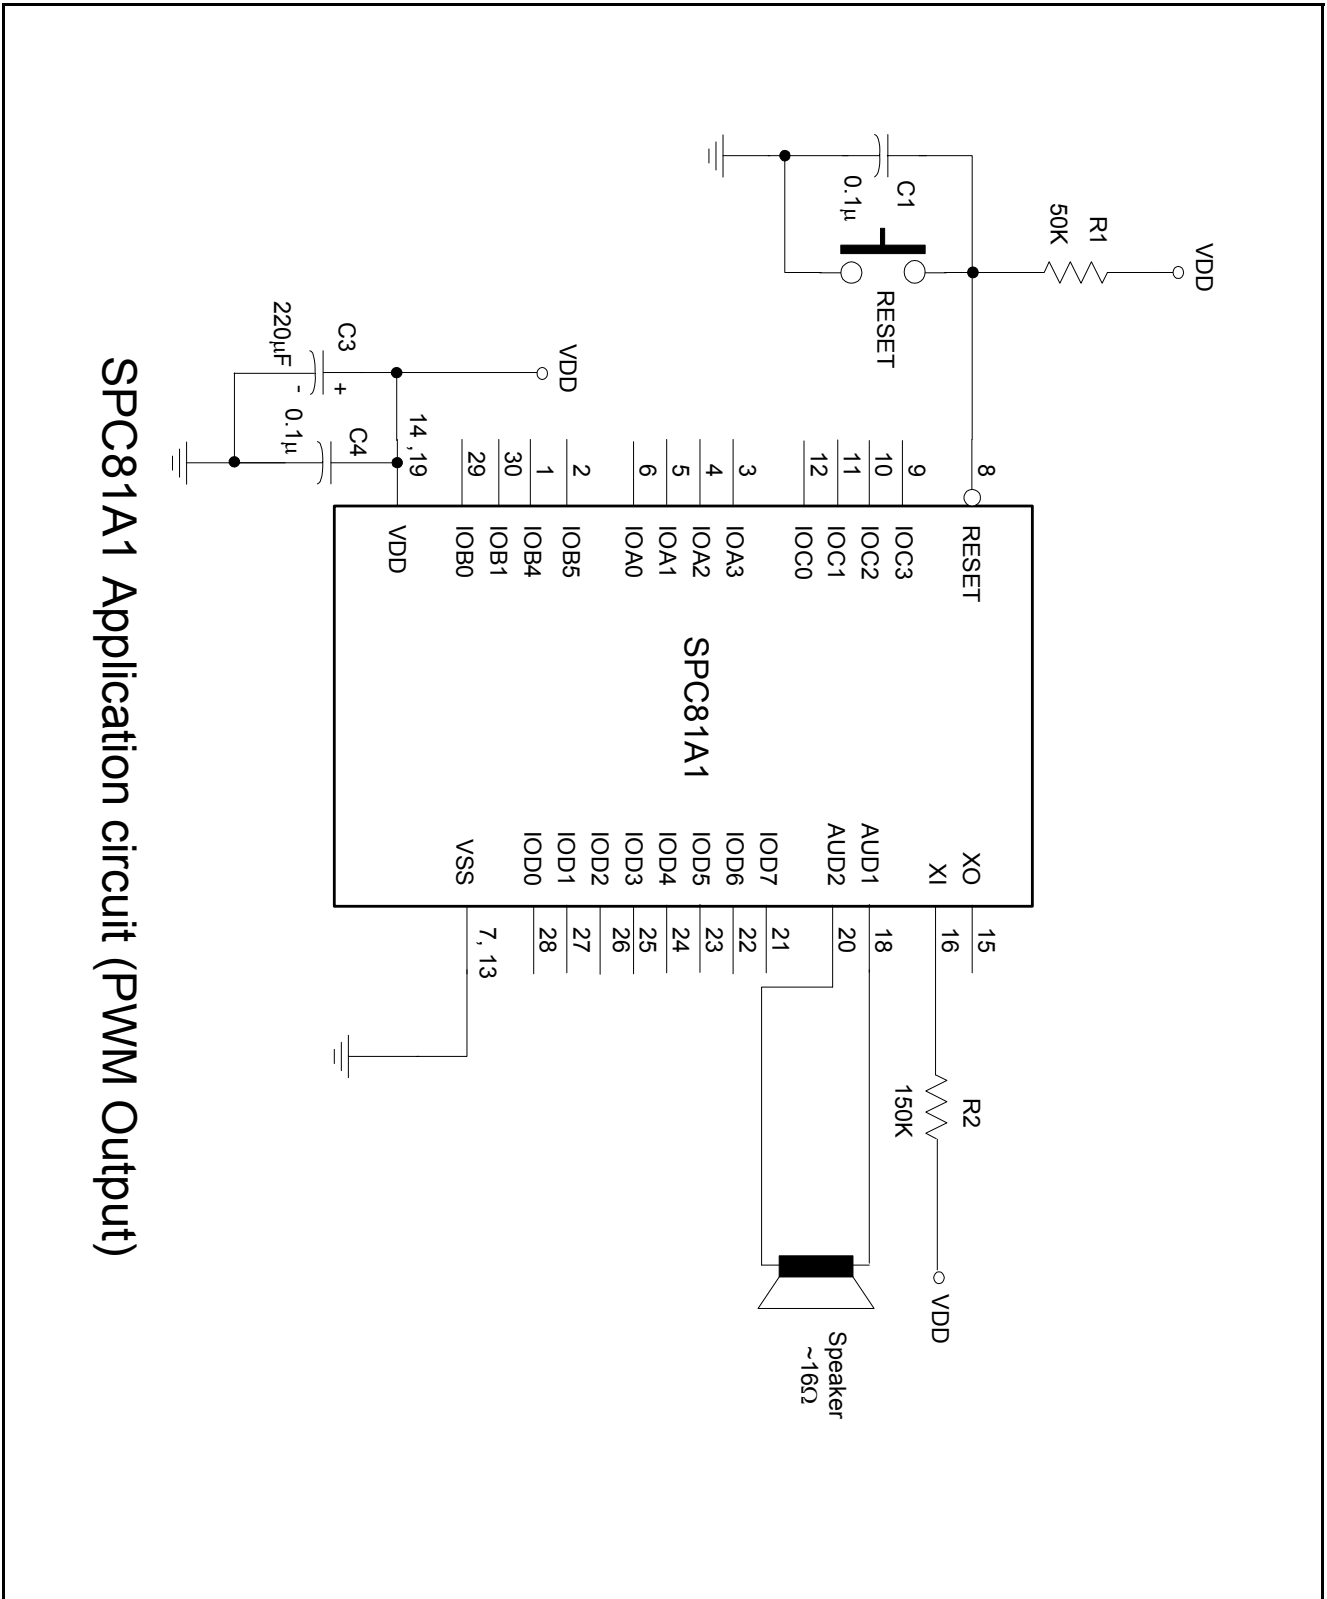 VDD
R1
50K
C1
0.1µ
RESET
VDD
C3
220µF
+
-
C4
0.1µ
8
9
10
11
12
3
4
5
6
2
1
30
29
14 ,19
RESET
IOC3
IOC2
IOC1
IOC0
IOA3
IOA2
IOA1
IOA0
IOB5
IOB4
IOB1
IOB0
VDD
SPC81A1
XO
XI
AUD1
AUD2
IOD7
IOD6
IOD5
IOD4
IOD3
IOD2
IOD1
IOD0
VSS
15
16
18
20
21
22
23
24
25
26
27
28
7, 13
R2
150K
VDD
Speaker
~16Ω
SPC81A1 Application circuit (PWM Output)